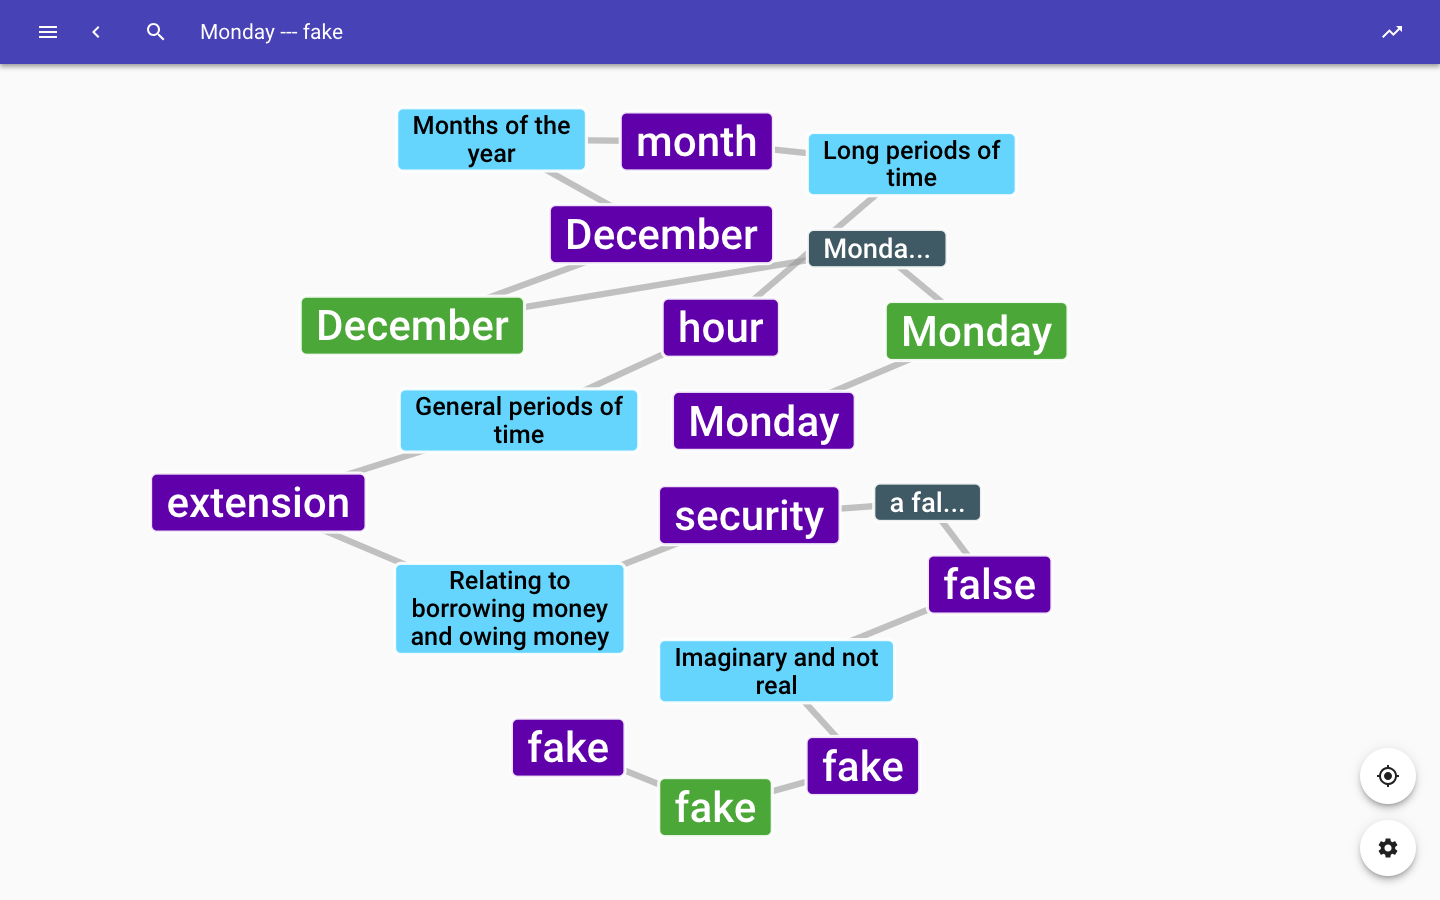 Monday --- fake
Months of the
year
month
Long periods of
time
December
Monda...
December
hour
Monday
General periods of
time
Monday
extension
security
a fal...
false
Relating to
borrowing money
and owing money
Imaginary and not
real
fake
fake
fake